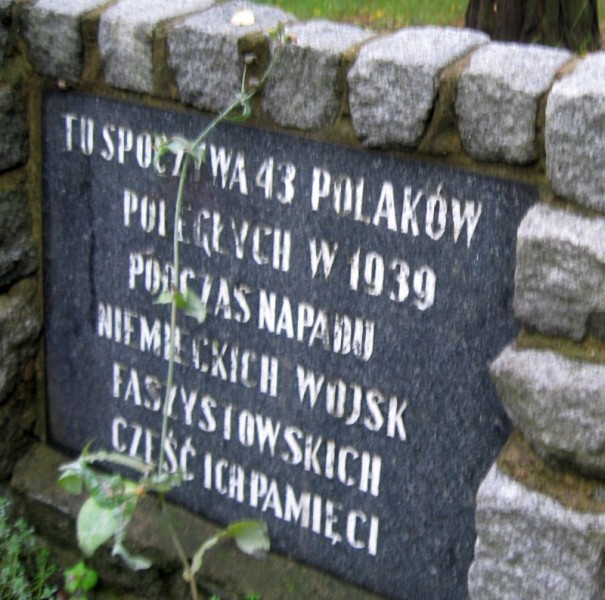 TU SPOCZYWA 43 POLAKÓW
POLEGŁYCH W 1939
PODCZAS NAPADU
NIEMIECKICH WOJSK
FASZYSTOWSKICH
CZEŚĆ ICH PAMIĘCI